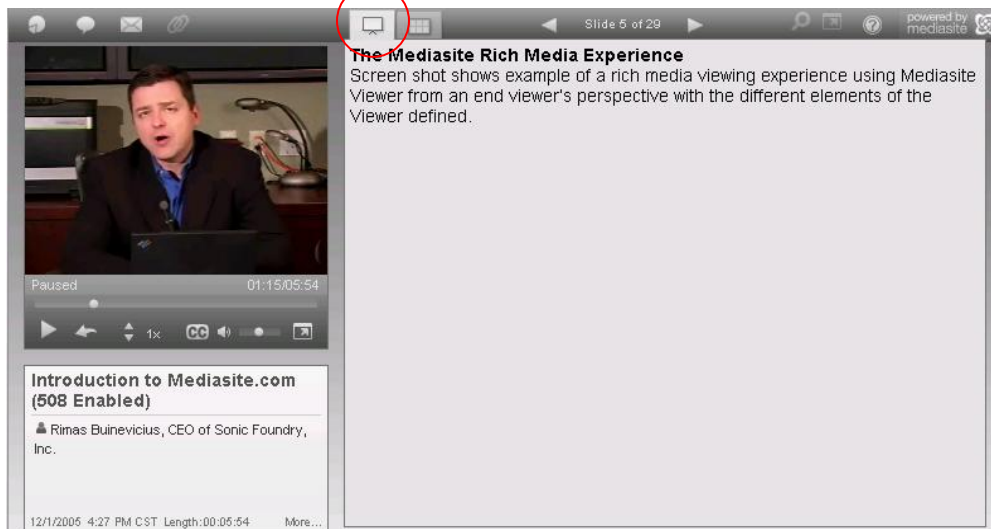 Slide 5 of 29
powered by
mediasite
The Mediasite Rich Media Experience
Screen shot shows example of a rich media viewing experience using Mediasite
Viewer from an end viewer's perspective with the different elements of the
Viewer defined.
Paused 01:15/05:54
1x CC
Introduction to Mediasite.com
(508 Enabled)
Rimas Buinevicius, CEO of Sonic Foundry,
Inc.
12/1/2005 4:27 PM CST Length:00:05:54 More...